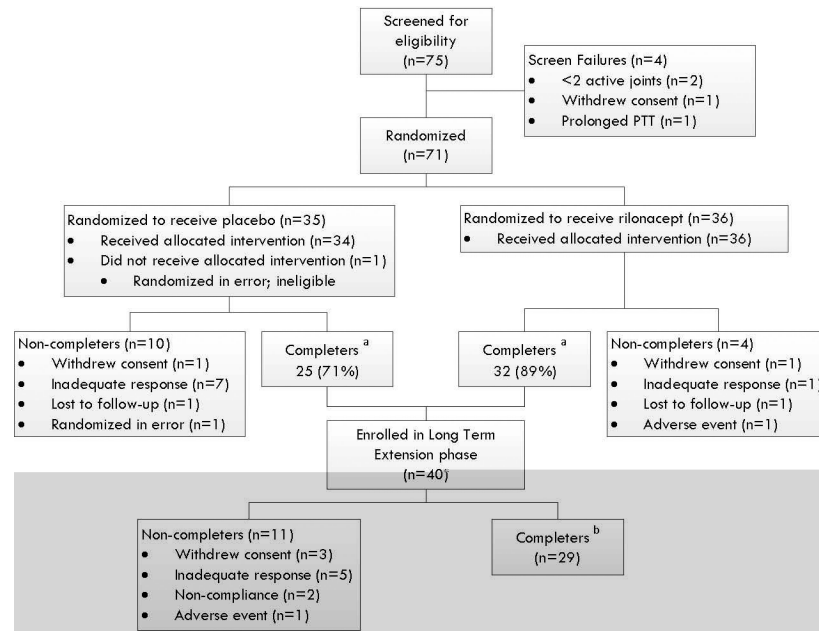 Screened for
eligibility
(n=75)
Screen Failures (n=4)
• <2 active joints (n=2)
• Withdrew consent (n=1)
• Prolonged PTT (n=1)
Randomized
(n=71)
Randomized to receive placebo (n=35)
• Received allocated intervention (n=34)
• Did not receive allocated intervention (n=1)
• Randomized in error; ineligible
Randomized to receive rilonacept (n=36)
• Received allocated intervention (n=36)
Non-completers (n=10)
• Withdrew consent (n=1)
• Inadequate response (n=7)
• Lost to follow-up (n=1)
• Randomized in error (n=1)
Completers a
25 (71%)
Completers a
32 (89%)
Non-completers (n=4)
• Withdrew consent (n=1)
• Inadequate response (n=1)
• Lost to follow-up (n=1)
• Adverse event (n=1)
Enrolled in Long Term
Extension phase
(n=40)
Non-completers (n=11)
• Withdrew consent (n=3)
• Inadequate response (n=5)
• Non-compliance (n=2)
• Adverse event (n=1)
Completers b
(n=29)